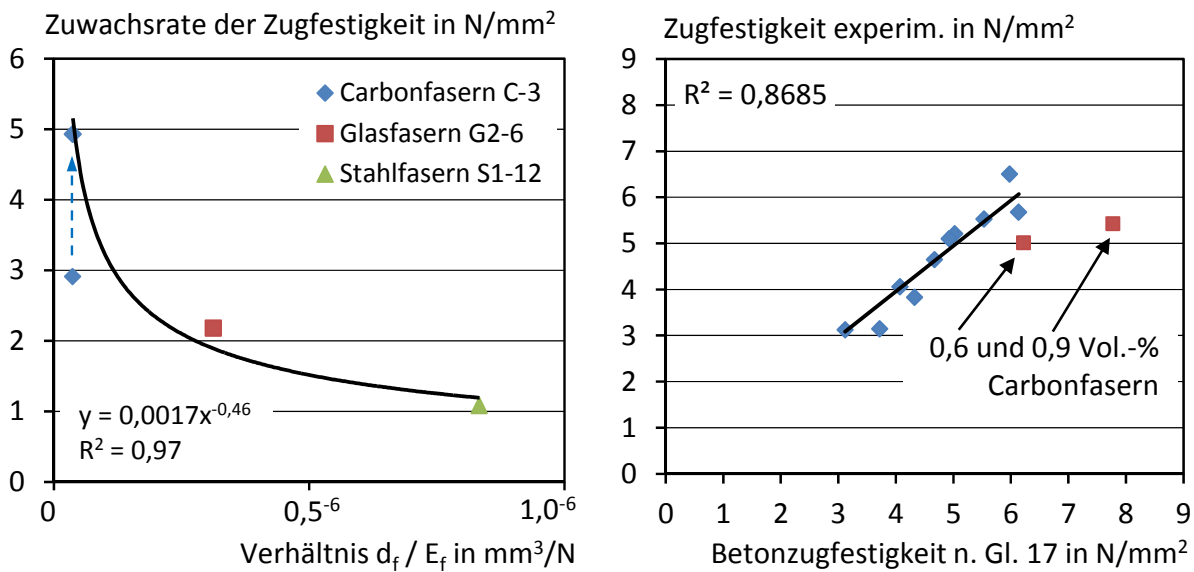 Zuwachsrate der Zugfestigkeit in N/mm²
6
5
4
3
2
1
0
Carbonfasern C-3
Glasfasern G2-6
Stahlfasern S1-12
y = 0,0017x⁻⁰,⁴⁶
R² = 0,97
0
0,5⁻⁶
1,0⁻⁶
Verhältnis d_f / E_f in mm³/N
Zugfestigkeit experim. in N/mm²
9
8
7
6
5
4
3
2
1
0
R² = 0,8685
0,6 und 0,9 Vol.-%
Carbonfasern
0 1 2 3 4 5 6 7 8 9
Betonzugfestigkeit n. Gl. 17 in N/mm²